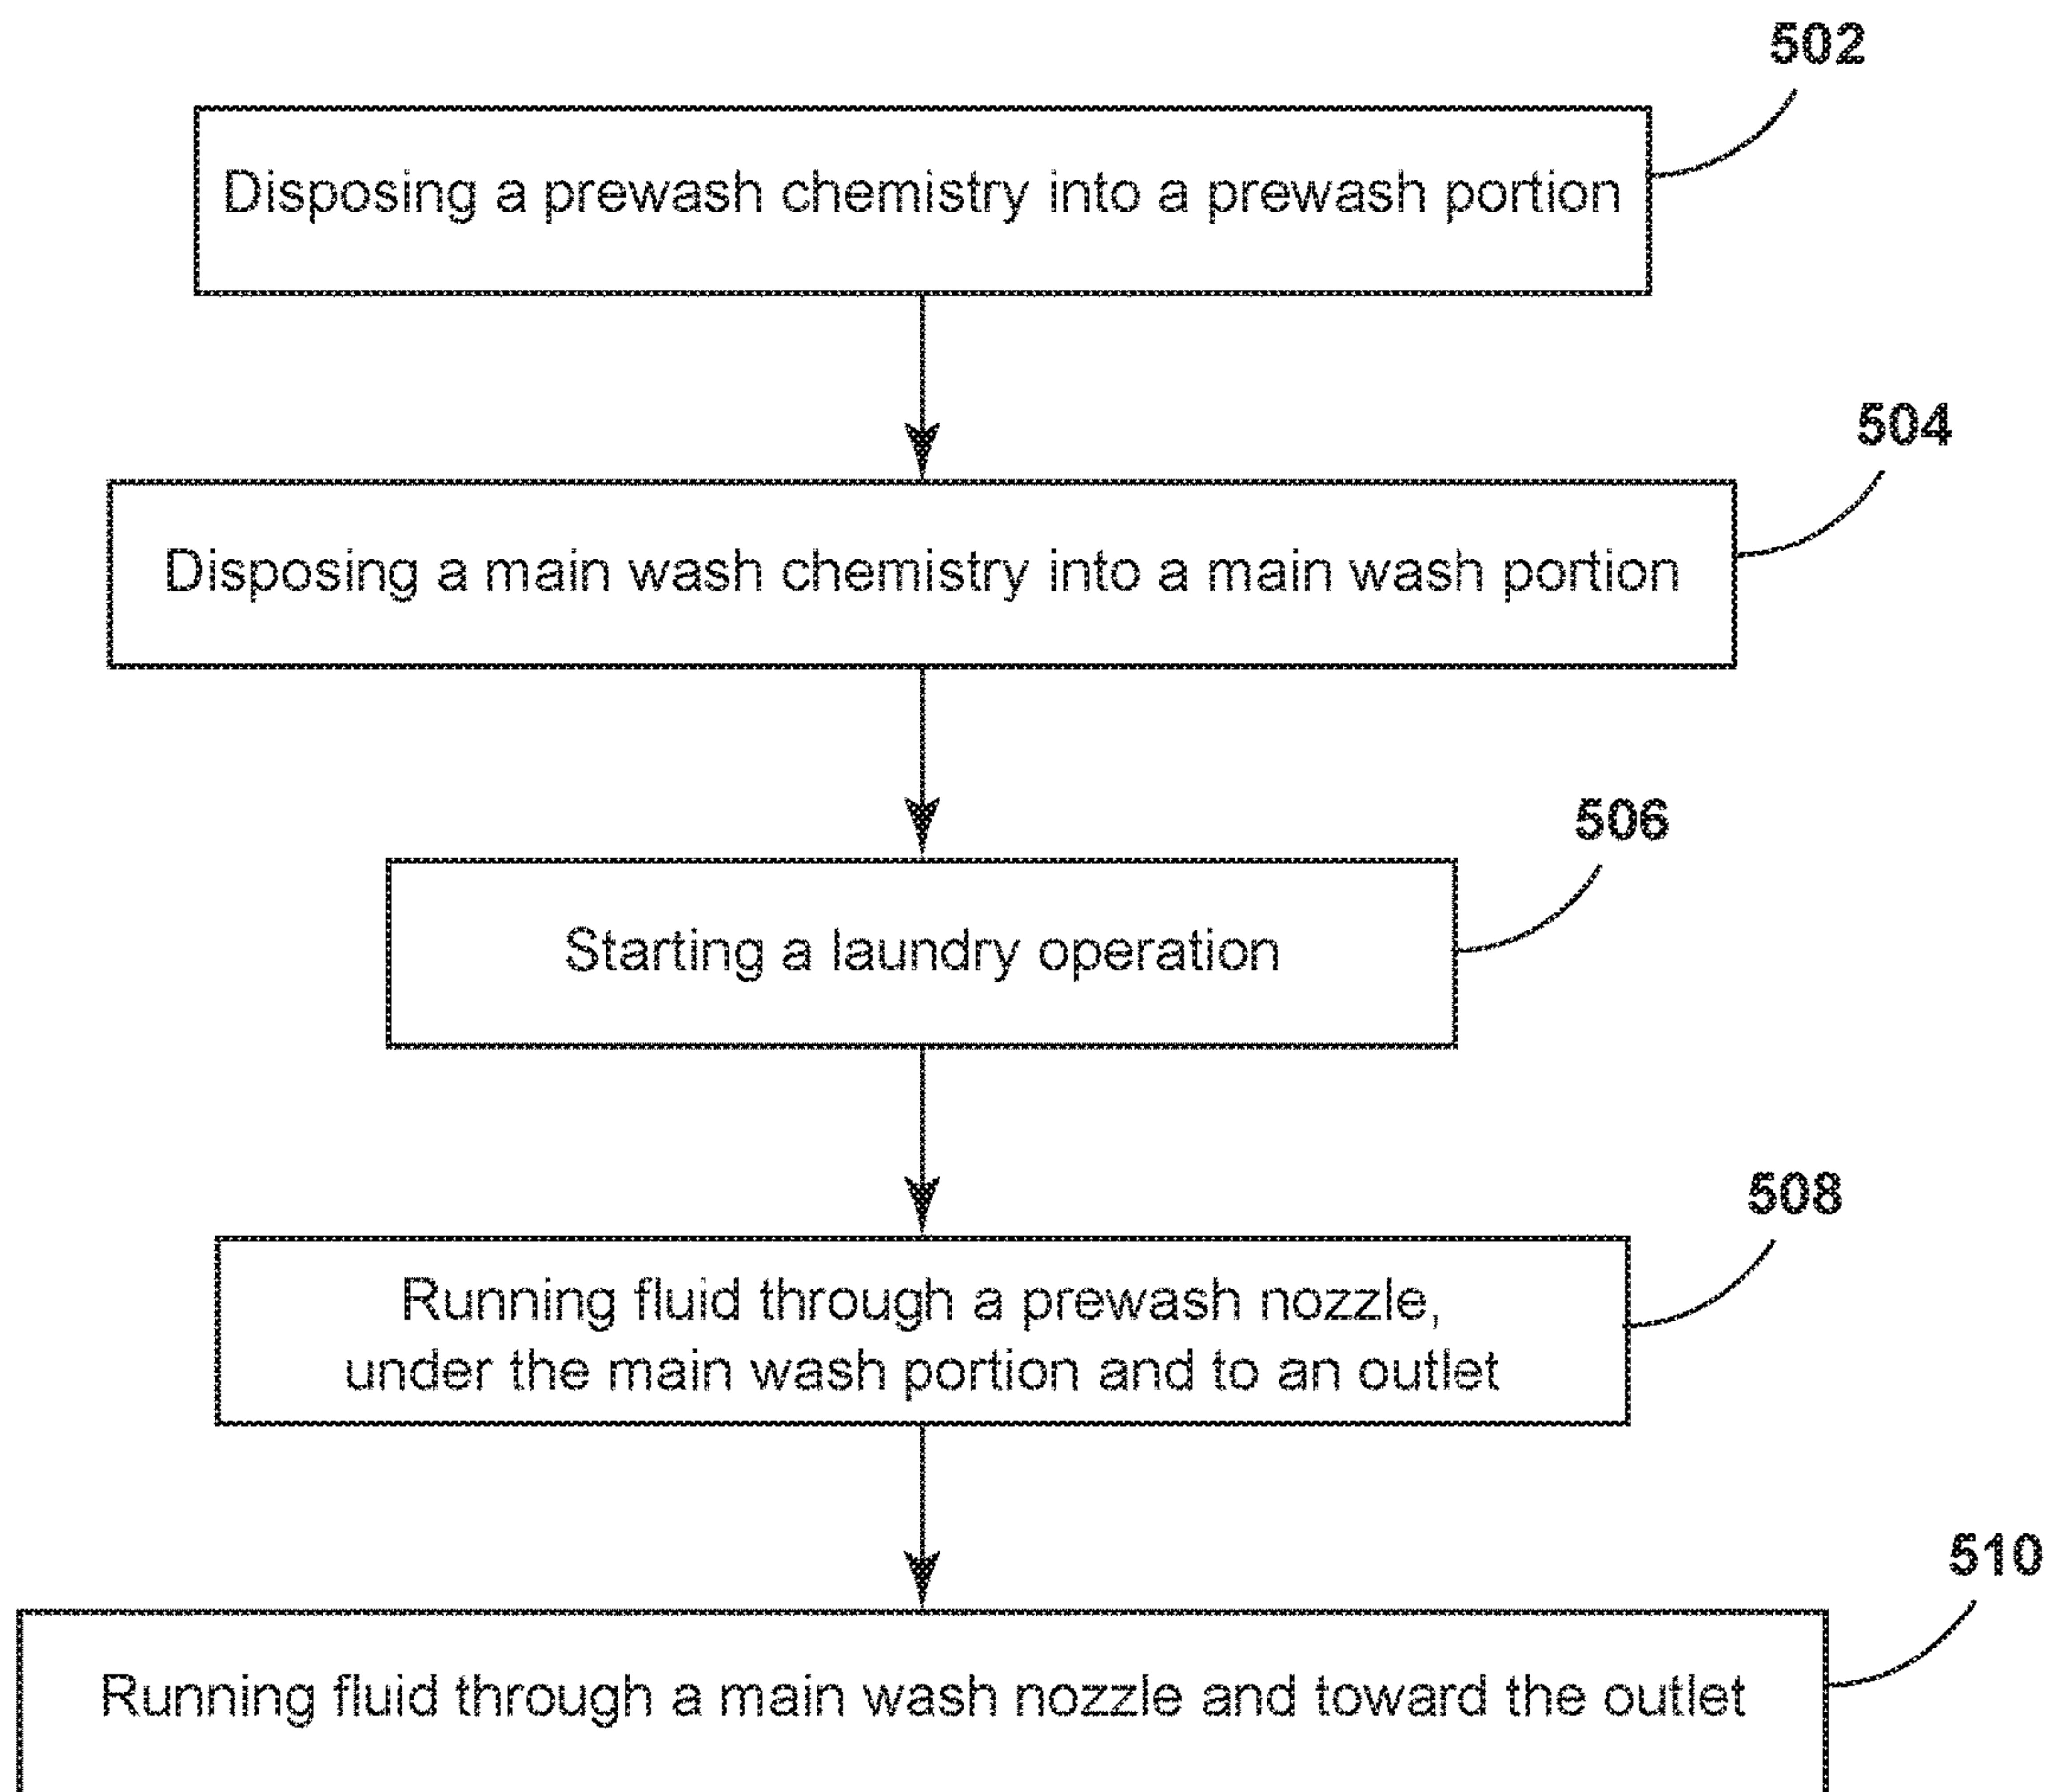 502
Disposing a prewash chemistry into a prewash portion
504
Disposing a main wash chemistry into a main wash portion
506
Starting a laundry operation
508
Running fluid through a prewash nozzle,
under the main wash portion and to an outlet
510
Running fluid through a main wash nozzle and toward the outlet